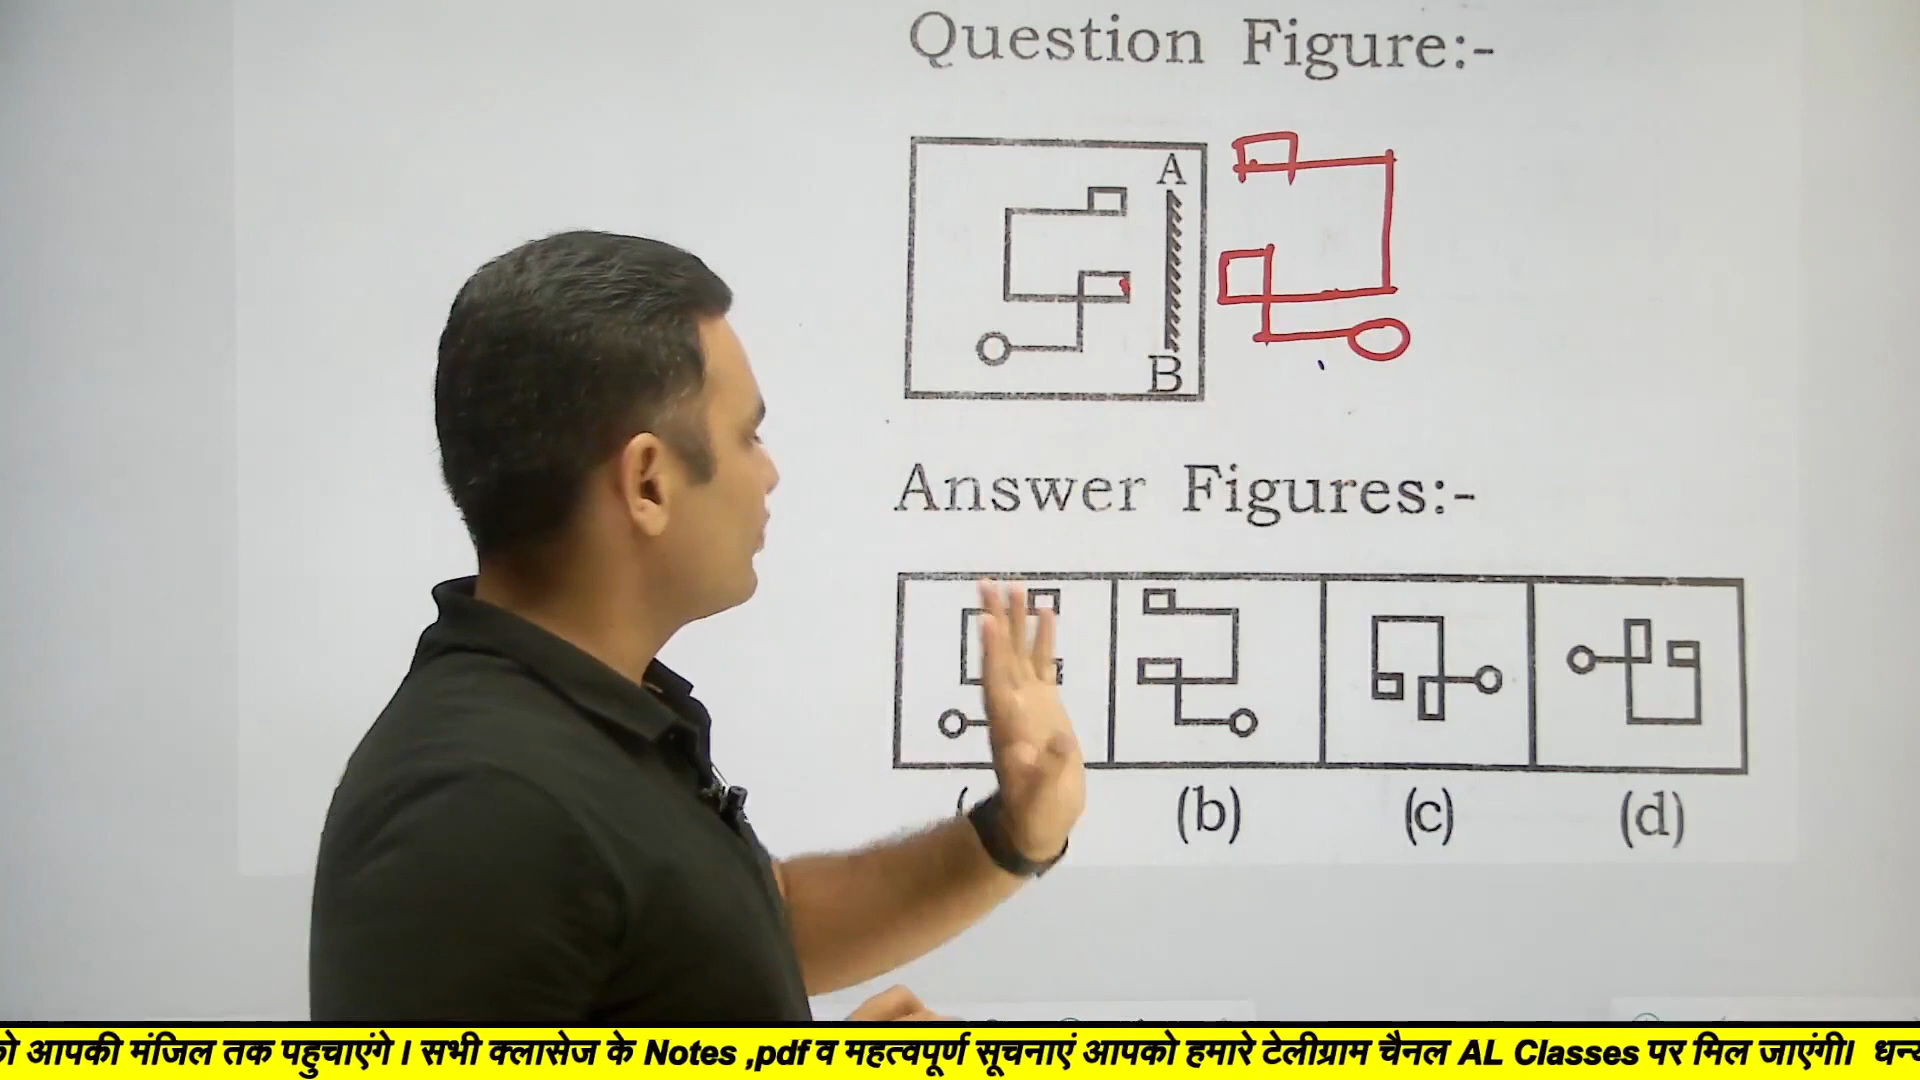 Question Figure:-
A
B
Answer Figures:-
(b) (c) (d)
आपकी मंजिल तक पहुचाएंगे । सभी क्लासेज के Notes ,pdf व महत्वपूर्ण सूचनाएं आपको हमारे टेलीग्राम चैनल AL Classes पर मिल जाएंगी।